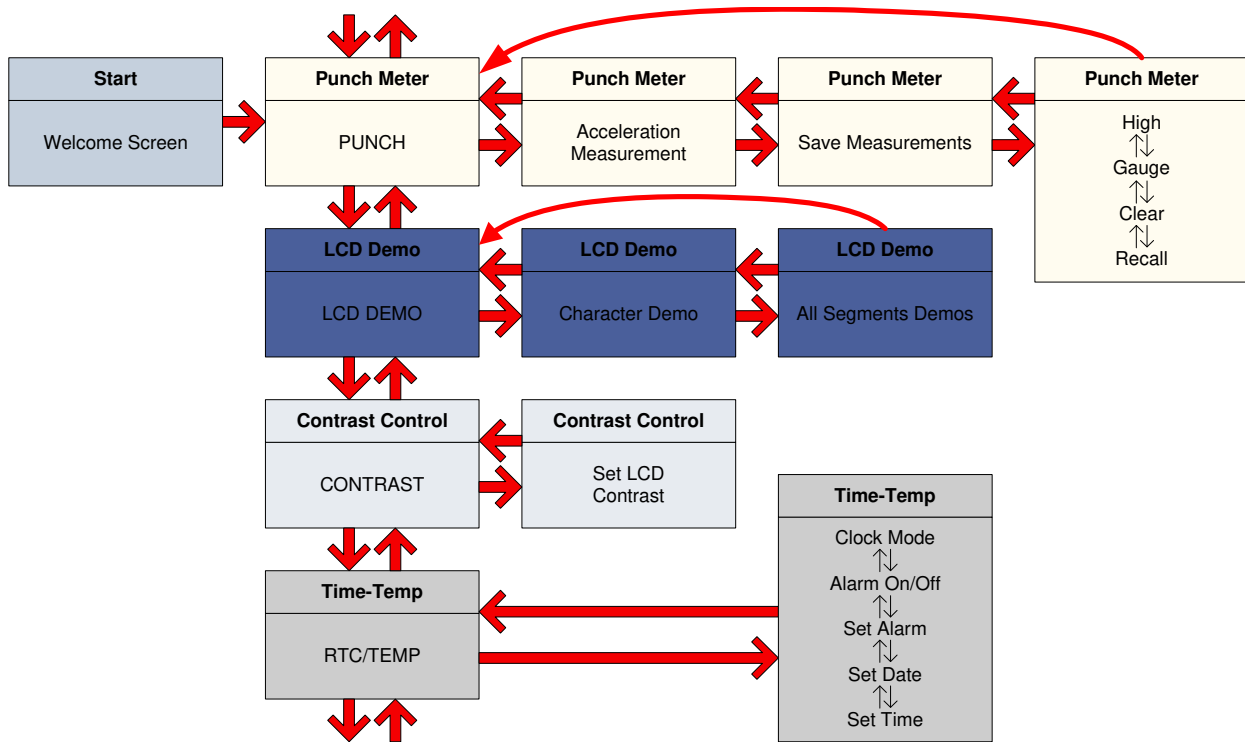 Start
Welcome Screen
Punch Meter
PUNCH
Punch Meter
Acceleration
Measurement
Punch Meter
Save Measurements
Punch Meter
High
Gauge
Clear
Recall
LCD Demo
LCD DEMO
LCD Demo
Character Demo
LCD Demo
All Segments Demos
Contrast Control
CONTRAST
Contrast Control
Set LCD
Contrast
Time-Temp
RTC/TEMP
Time-Temp
Clock Mode
Alarm On/Off
Set Alarm
Set Date
Set Time